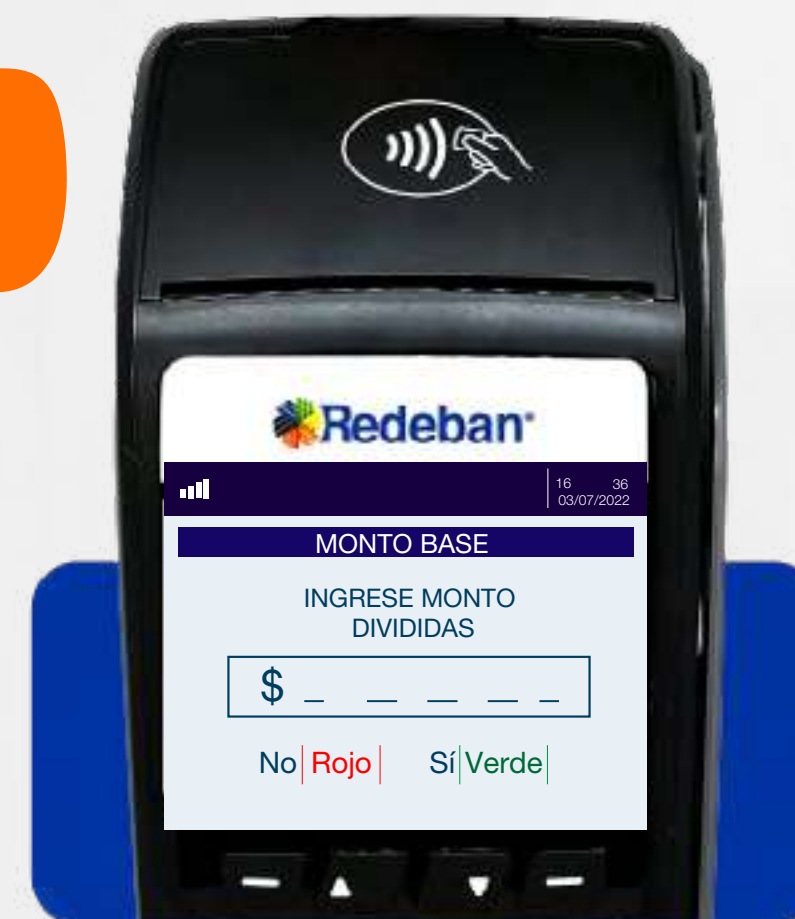 Redeban
16 36
03/07/2022
MONTO BASE
INGRESE MONTO
DIVIDIDAS
$ _ _ _ _ _
No Rojo Sí Verde